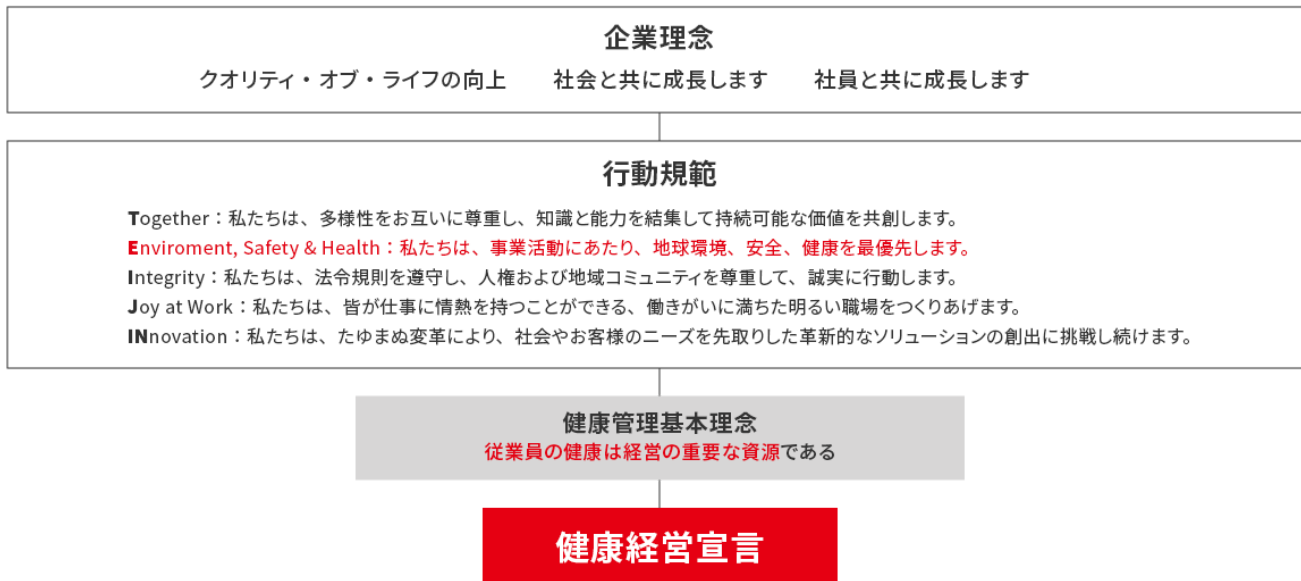 企業理念
クオリティ・オブ・ライフの向上　　社会と共に成長します　　社員と共に成長します
行動規範
Together：私たちは、多様性をお互いに尊重し、知識と能力を結集して持続可能な価値を共創します。
Enviroment, Safety & Health：私たちは、事業活動にあたり、地球環境、安全、健康を最優先します。
Integrity：私たちは、法令規則を遵守し、人権および地域コミュニティを尊重して、誠実に行動します。
Joy at Work：私たちは、皆が仕事に情熱を持つことができる、働きがいに満ちた明るい職場をつくりあげます。
INnovation：私たちは、たゆまぬ変革により、社会やお客様のニーズを先取りした革新的なソリューションの創出に挑戦し続けます。
健康管理基本理念
従業員の健康は経営の重要な資源である
健康経営宣言